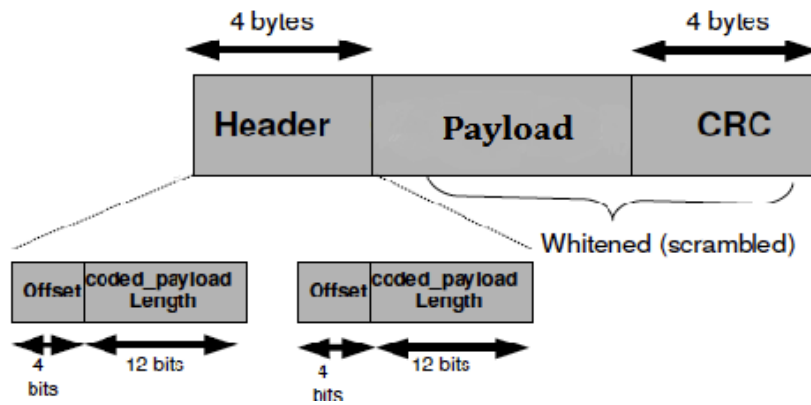 4 bytes 4 bytes
Header Payload CRC
Whitened (scrambled)
Offset coded_payload Length Offset coded_payload Length
4 bits 12 bits 4 bits 12 bits